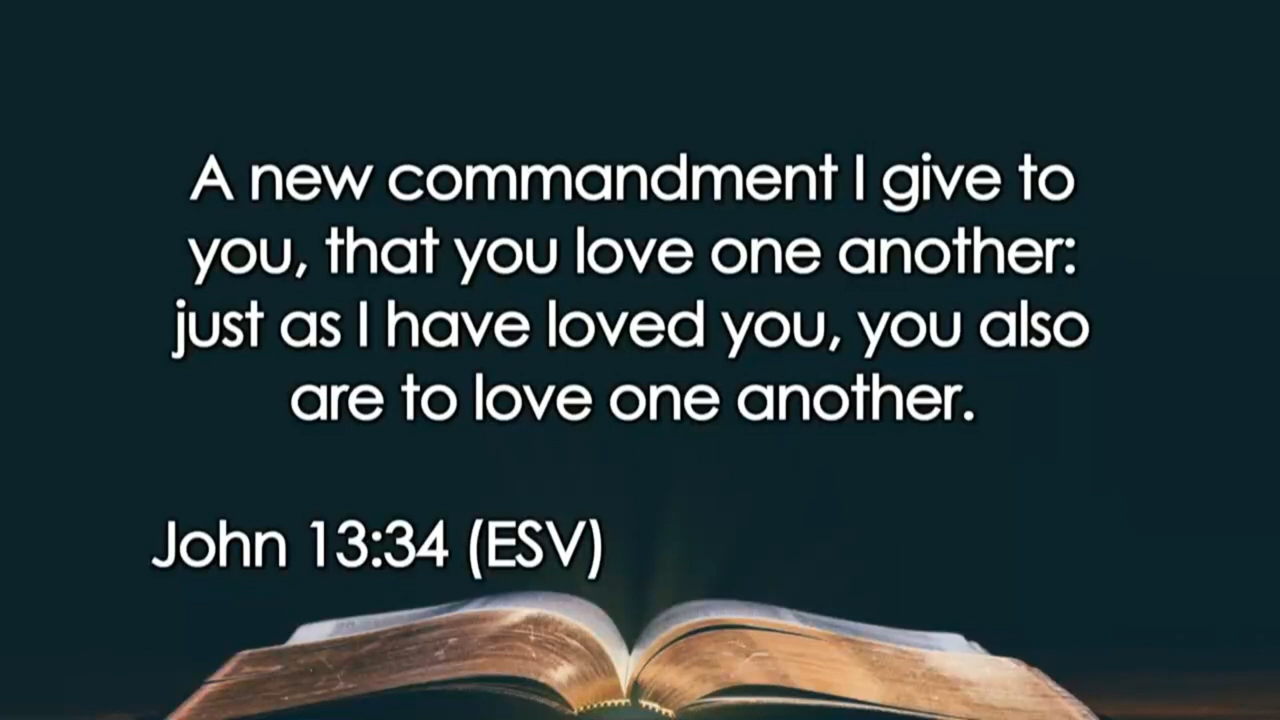 A new commandment I give to
you, that you love one another:
just as I have loved you, you also
are to love one another.
John 13:34 (ESV)